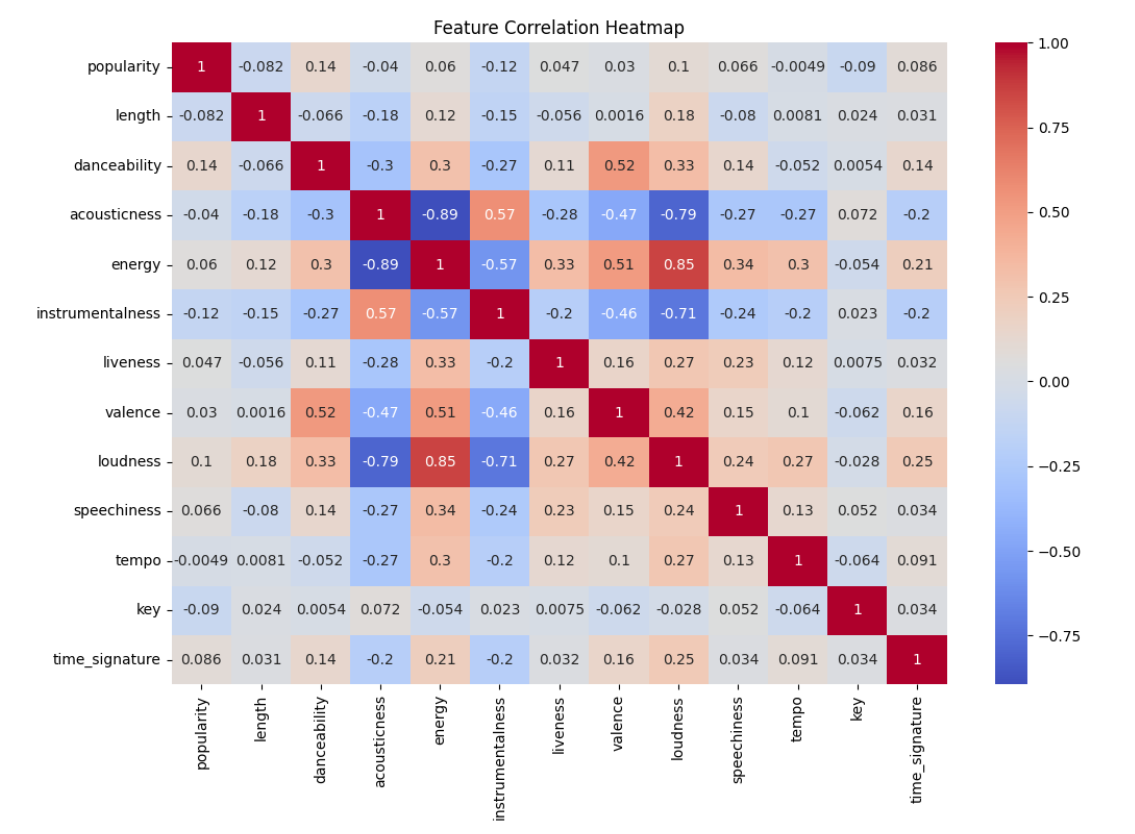 Feature Correlation Heatmap
popularity 1 -0.082 0.14 -0.04 0.06 -0.12 0.047 0.03 0.1 0.066 -0.0049 -0.09 0.086
length -0.082 1 -0.066 -0.18 0.12 -0.15 -0.056 0.0016 0.18 -0.08 0.0081 0.024 0.031
danceability 0.14 -0.066 1 -0.3 0.3 -0.27 0.11 0.52 0.33 0.14 -0.052 0.0054 0.14
acousticness -0.04 -0.18 -0.3 1 -0.89 0.57 -0.28 -0.47 -0.79 -0.27 -0.27 0.072 -0.2
energy 0.06 0.12 0.3 -0.89 1 -0.57 0.33 0.51 0.85 0.34 0.3 -0.054 0.21
instrumentalness -0.12 -0.15 -0.27 0.57 -0.57 1 -0.2 -0.46 -0.71 -0.24 -0.2 0.023 -0.2
liveness 0.047 -0.056 0.11 -0.28 0.33 -0.2 1 0.16 0.27 0.23 0.12 0.0075 0.032
valence 0.03 0.0016 0.52 -0.47 0.51 -0.46 0.16 1 0.42 0.15 0.1 -0.062 0.16
loudness 0.1 0.18 0.33 -0.79 0.85 -0.71 0.27 0.42 1 0.24 0.27 -0.028 0.25
speechiness 0.066 -0.08 0.14 -0.27 0.34 -0.24 0.23 0.15 0.24 1 0.13 0.052 0.034
tempo -0.0049 0.0081 -0.052 -0.27 0.3 -0.2 0.12 0.1 0.27 0.13 1 -0.064 0.091
key -0.09 0.024 0.0054 0.072 -0.054 0.023 0.0075 -0.062 -0.028 0.052 -0.064 1 0.034
time_signature 0.086 0.031 0.14 -0.2 0.21 -0.2 0.032 0.16 0.25 0.034 0.091 0.034 1
popularity
length
danceability
acousticness
energy
instrumentalness
liveness
valence
loudness
speechiness
tempo
key
time_signature
1.00
0.75
0.50
0.25
0.00
−0.25
−0.50
−0.75